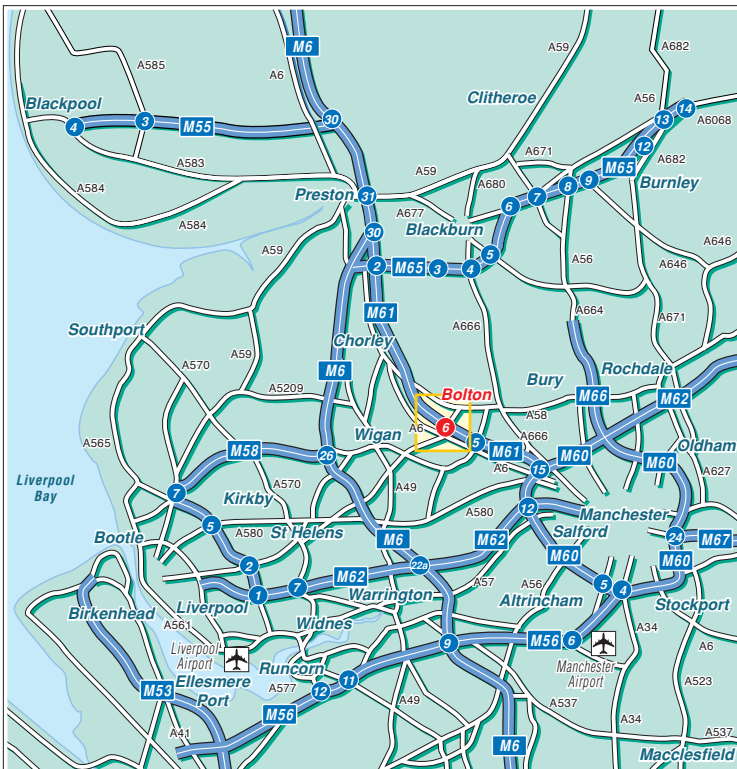 A585
M6
A6
A59
A682
Blackpool
Clitheroe
4
3
M55
30
A56
13
14
A6068
A583
A59
A671
12
A682
A584
Preston
31
A680
7
8
9
M65
Burnley
A584
A677
6
30
Blackburn
A59
2
M65
3
4
5
A56
A646
A646
M61
A664
A671
Southport
Chorley
A666
A59
A570
M6
Bury
Rochdale
A5209
Bolton
M66
M62
A565
A6
6
A58
Wigan
5
A666
M58
26
M61
M60
Oldham
A6
15
M60
Liverpool
Bay
7
Kirkby
A570
A49
A627
5
A580
12
Manchester
Bootle
A580
St Helens
M6
M62
Salford
24
M67
2
22a
M60
M60
1
7
M62
A57
A56
5
4
Birkenhead
Liverpool
Warrington
Altrincham
Stockport
A561
Widnes
A34
Liverpool
Airport
9
M56
6
A6
Runcorn
Manchester
Airport
Ellesmere
Port
A577
12
11
A523
M53
M56
A49
A537
A41
A34
A537
M6
Macclesfield